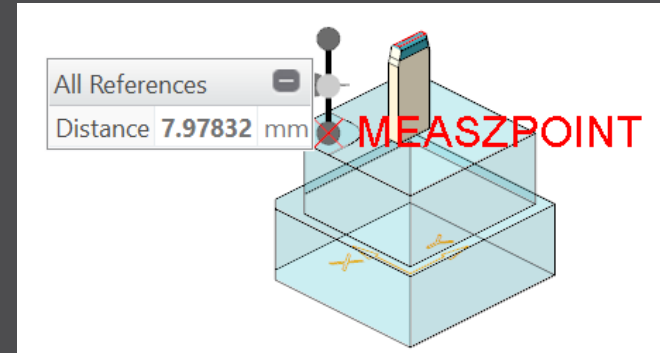 All References
Distance 7.97832 mm
MEASZPOINT
X
Y